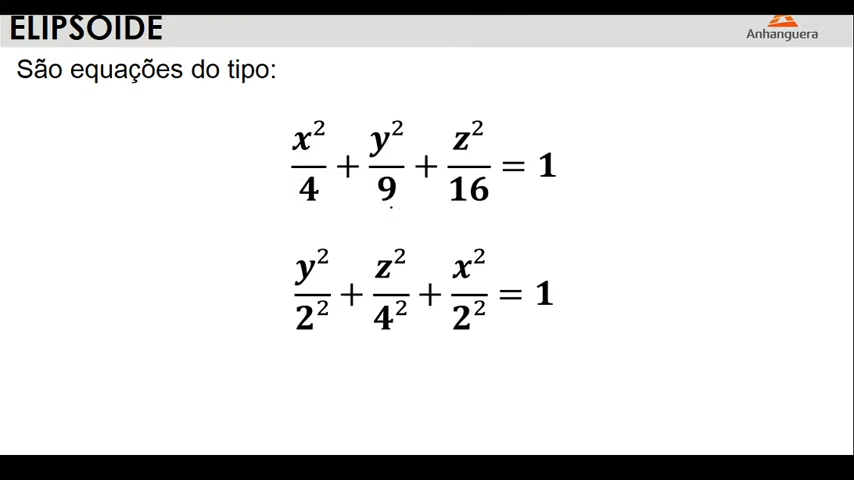 ELIPSOIDE
Anhanguera
São equações do tipo:
x²/4 + y²/9 + z²/16 = 1
y²/2² + z²/4² + x²/2² = 1